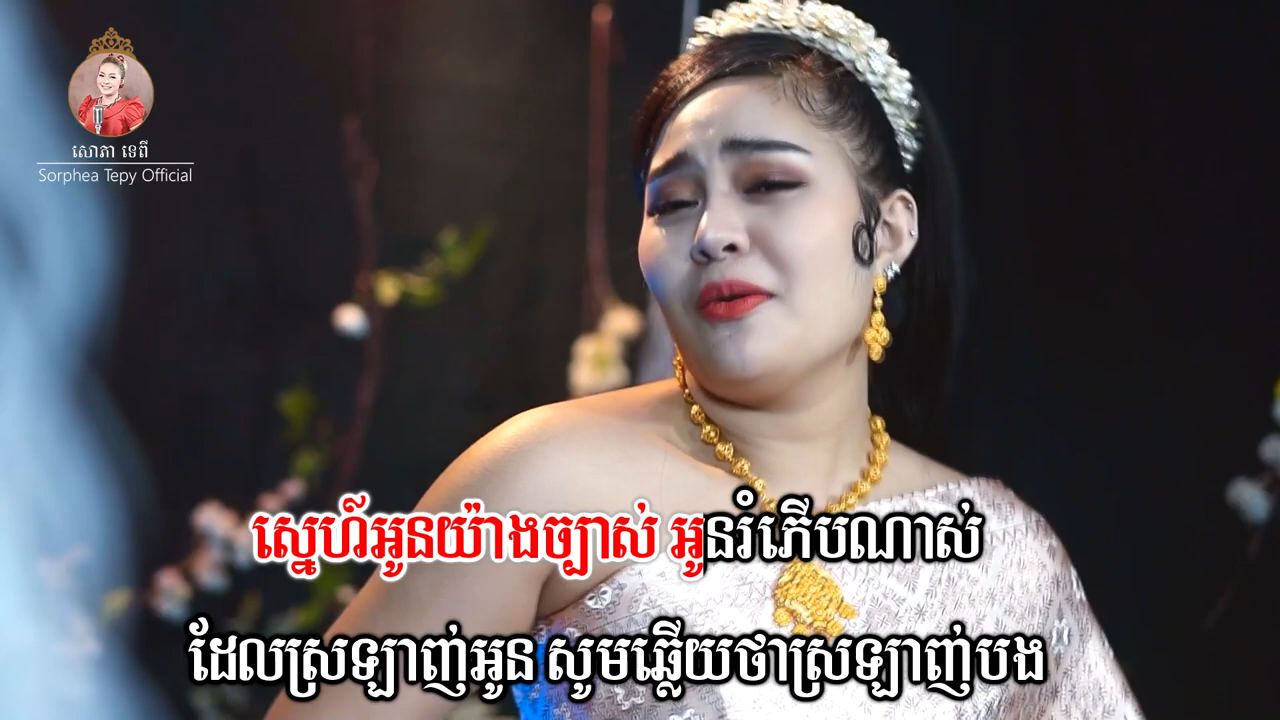 សោភា ទេពី
Sorphea Tepy Official
ស្នេហ៍អូនយ៉ាងច្បាស់ អូនរំភើបណាស់
ដែលស្រឡាញ់អូន សូមឆ្លើយថាស្រឡាញ់បង